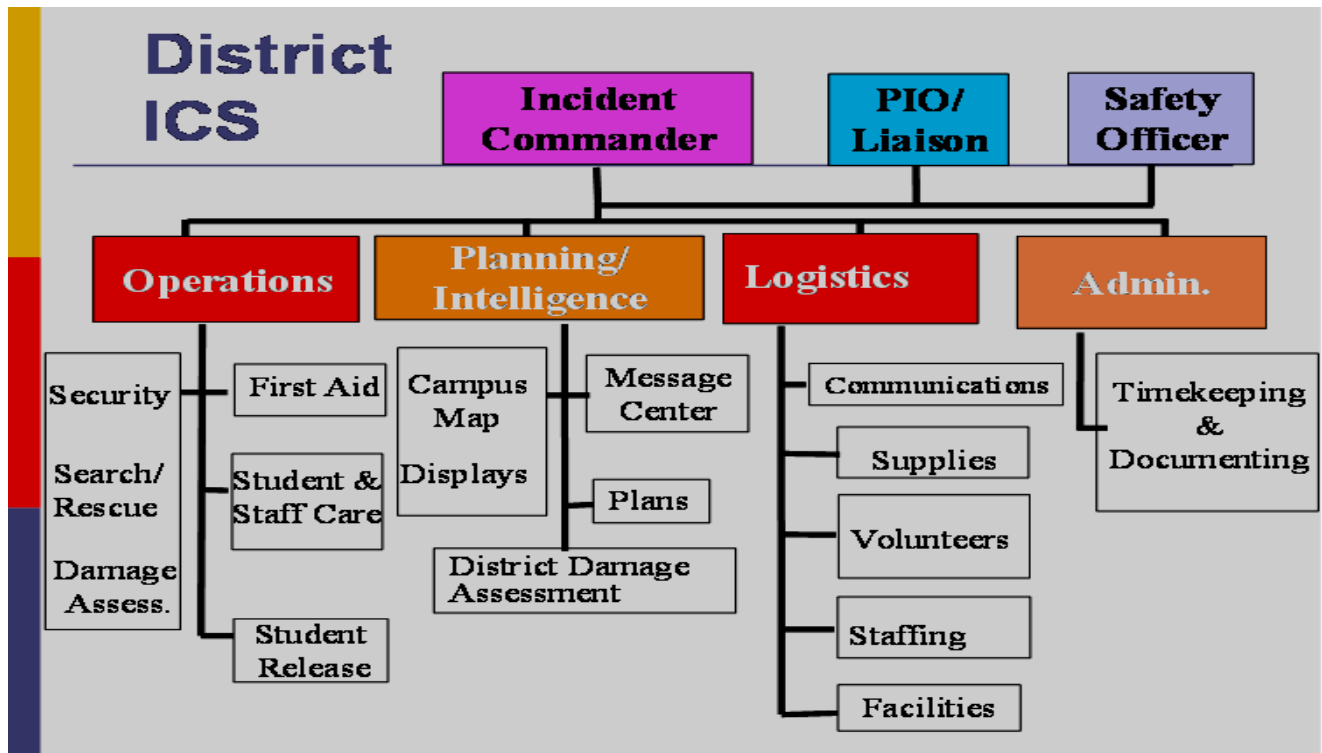 District
ICS
Incident
Commander
PIO/
Liaison
Safety
Officer
Operations
Planning/
Intelligence
Logistics
Admin.
Security
Search/
Rescue
Damage
Assess.
First Aid
Student &
Staff Care
Student
Release
Campus
Map
Displays
Message
Center
Plans
District Damage
Assessment
Communications
Supplies
Volunteers
Staffing
Facilities
Timekeeping
&
Documenting